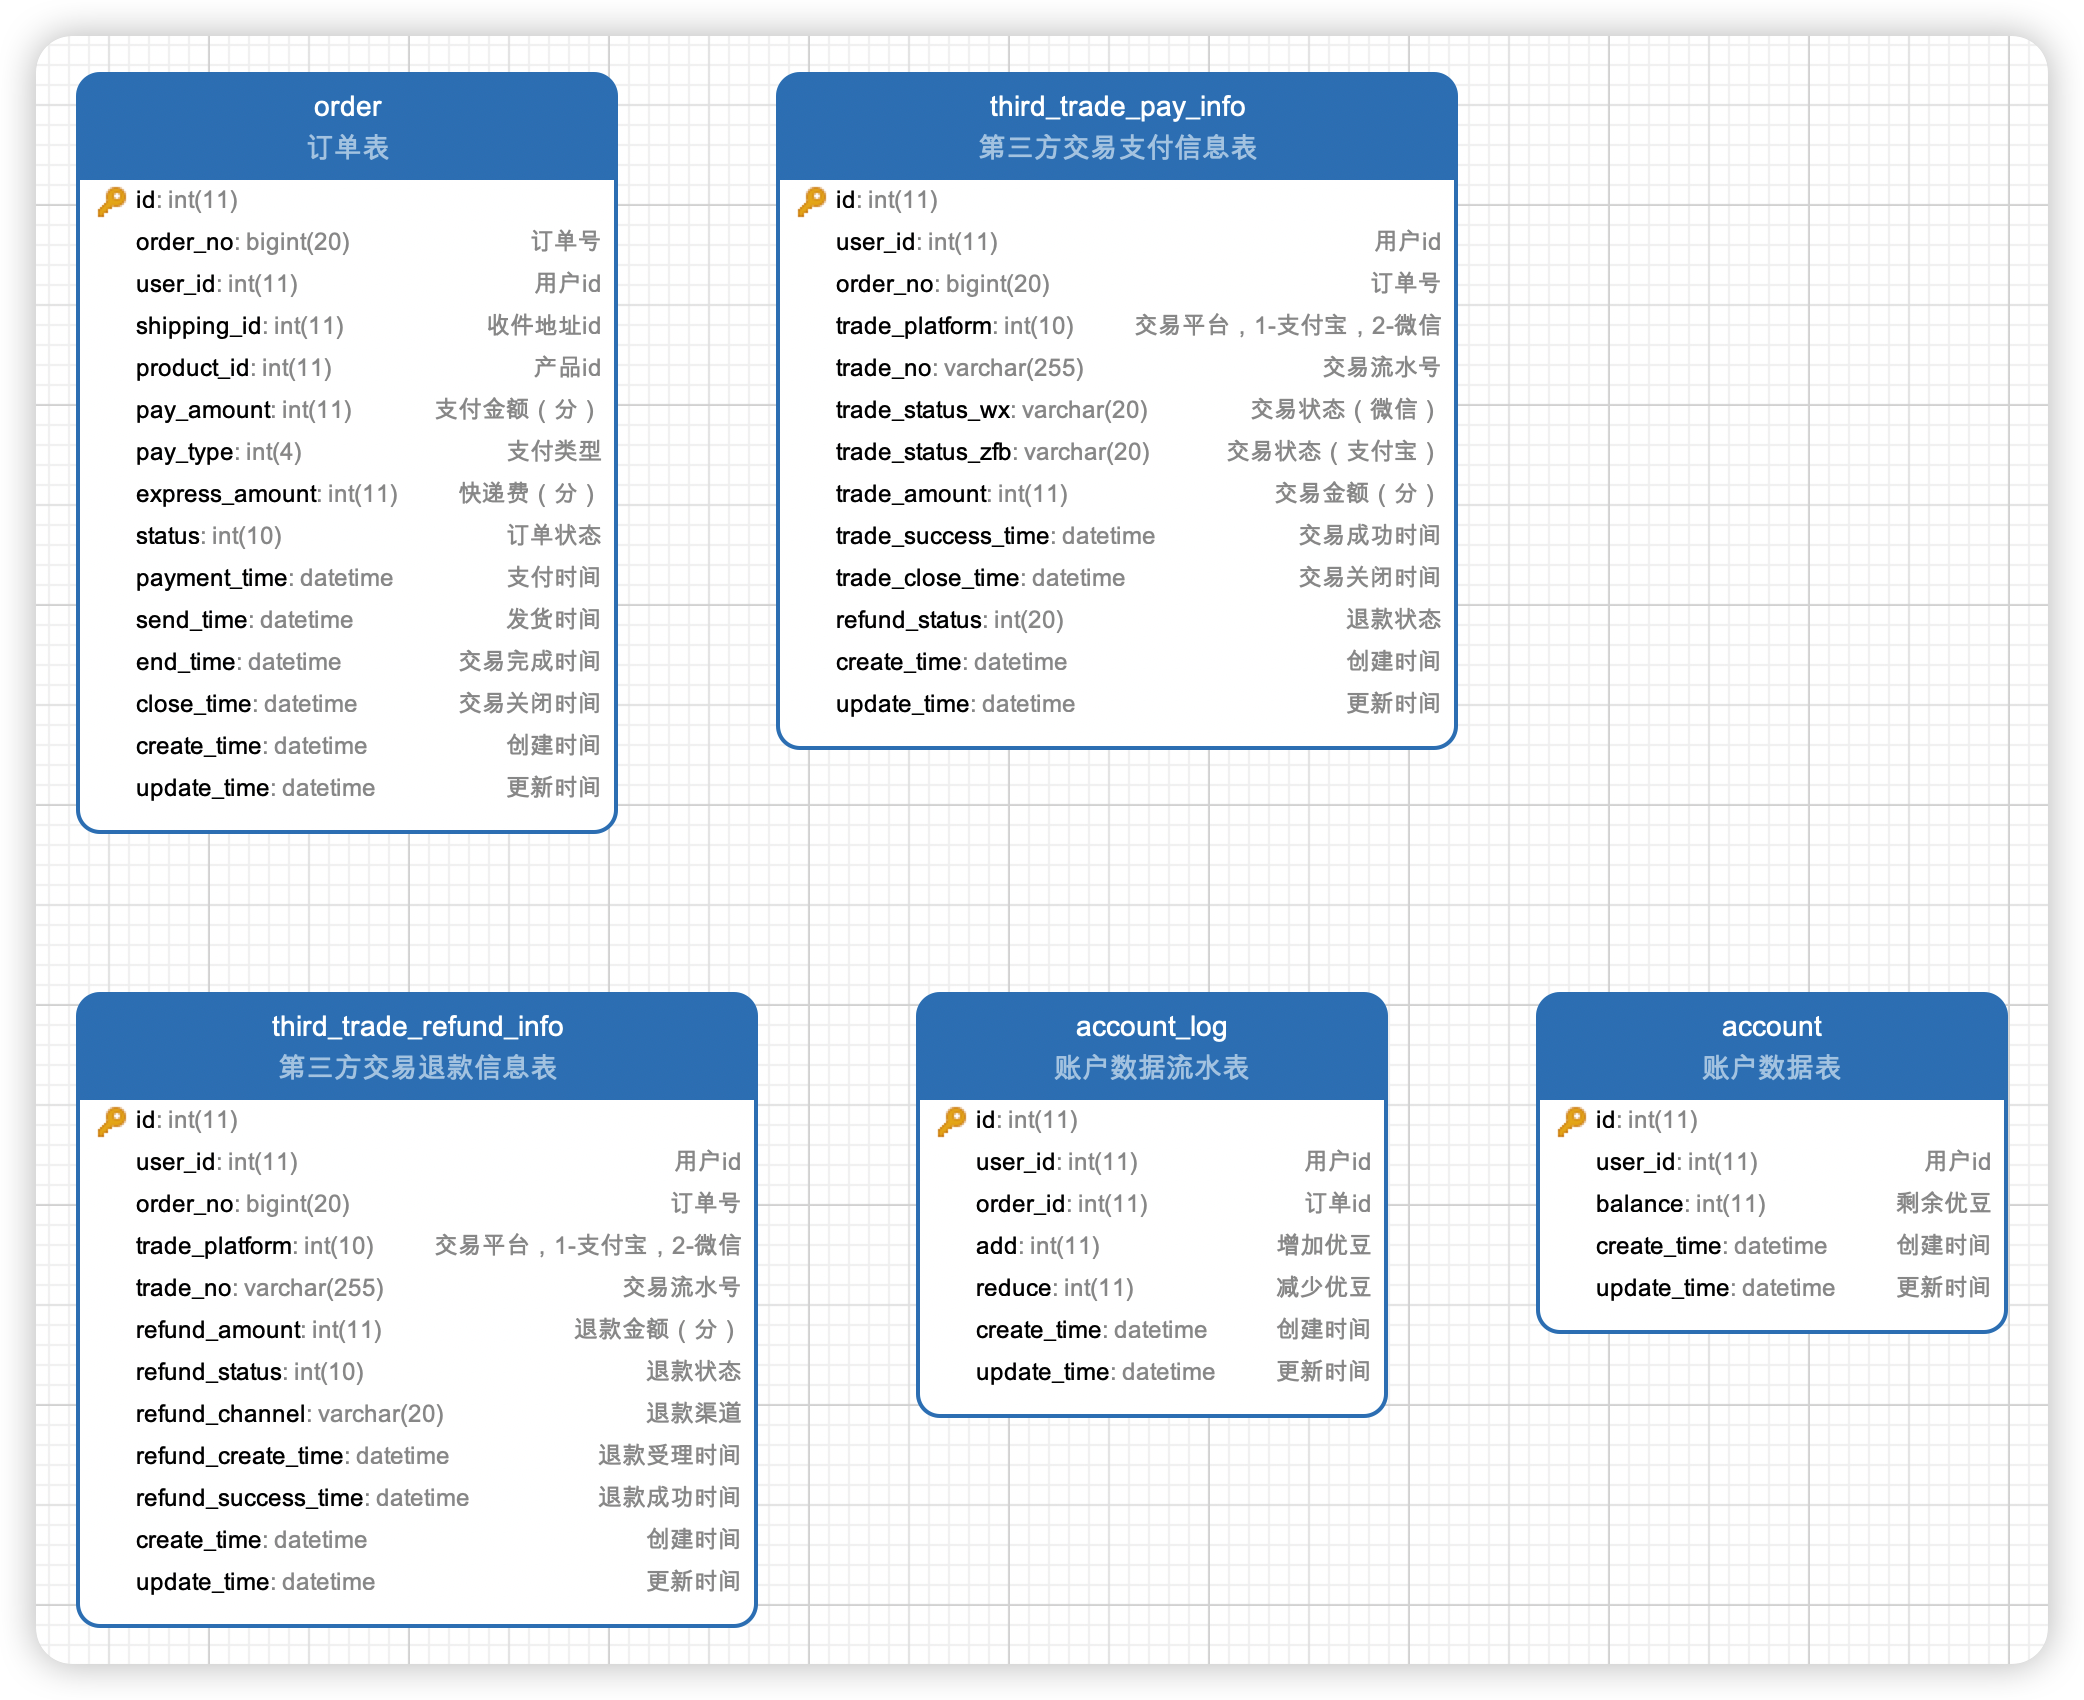 order
订单表
id: int(11)
order_no: bigint(20) 订单号
user_id: int(11) 用户id
shipping_id: int(11) 收件地址id
product_id: int(11) 产品id
pay_amount: int(11) 支付金额（分）
pay_type: int(4) 支付类型
express_amount: int(11) 快递费（分）
status: int(10) 订单状态
payment_time: datetime 支付时间
send_time: datetime 发货时间
end_time: datetime 交易完成时间
close_time: datetime 交易关闭时间
create_time: datetime 创建时间
update_time: datetime 更新时间
third_trade_pay_info
第三方交易支付信息表
id: int(11)
user_id: int(11) 用户id
order_no: bigint(20) 订单号
trade_platform: int(10) 交易平台，1-支付宝，2-微信
trade_no: varchar(255) 交易流水号
trade_status_wx: varchar(20) 交易状态（微信）
trade_status_zfb: varchar(20) 交易状态（支付宝）
trade_amount: int(11) 交易金额（分）
trade_success_time: datetime 交易成功时间
trade_close_time: datetime 交易关闭时间
refund_status: int(20) 退款状态
create_time: datetime 创建时间
update_time: datetime 更新时间
third_trade_refund_info
第三方交易退款信息表
id: int(11)
user_id: int(11) 用户id
order_no: bigint(20) 订单号
trade_platform: int(10) 交易平台，1-支付宝，2-微信
trade_no: varchar(255) 交易流水号
refund_amount: int(11) 退款金额（分）
refund_status: int(10) 退款状态
refund_channel: varchar(20) 退款渠道
refund_create_time: datetime 退款受理时间
refund_success_time: datetime 退款成功时间
create_time: datetime 创建时间
update_time: datetime 更新时间
account_log
账户数据流水表
id: int(11)
user_id: int(11) 用户id
order_id: int(11) 订单id
add: int(11) 增加优豆
reduce: int(11) 减少优豆
create_time: datetime 创建时间
update_time: datetime 更新时间
account
账户数据表
id: int(11)
user_id: int(11) 用户id
balance: int(11) 剩余优豆
create_time: datetime 创建时间
update_time: datetime 更新时间